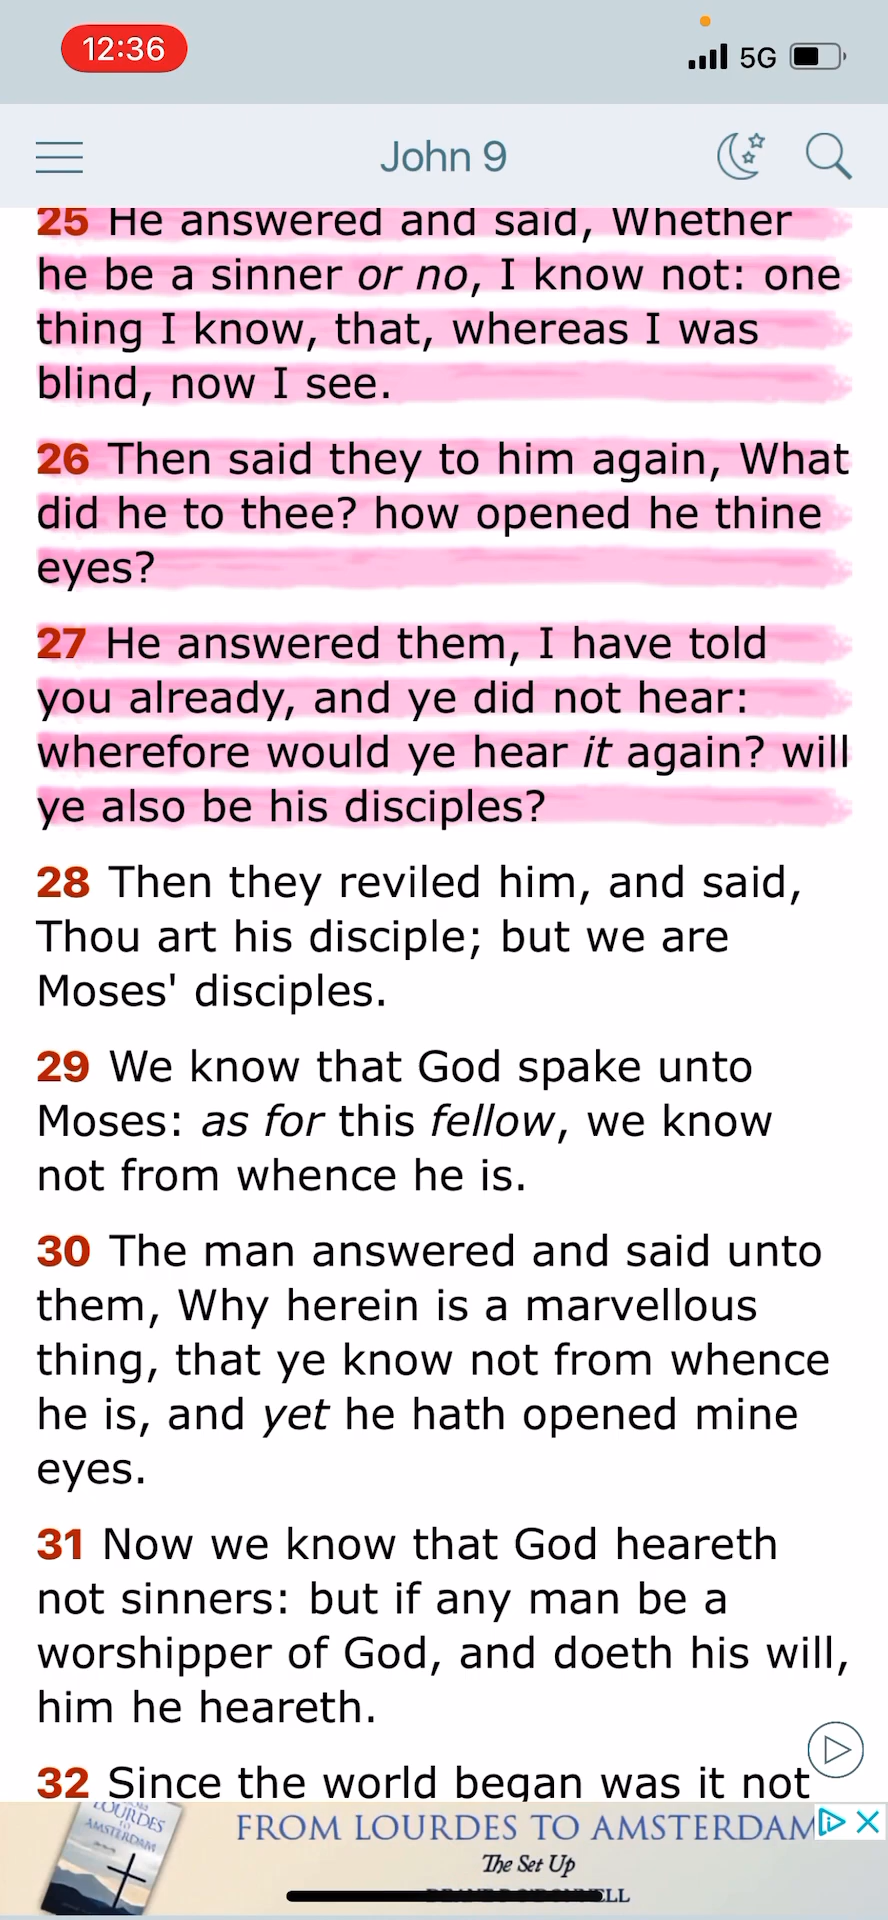 12:36
5G
John 9
25 He answered and said, Whether
he be a sinner or no, I know not: one
thing I know, that, whereas I was
blind, now I see.
26 Then said they to him again, What
did he to thee? how opened he thine
eyes?
27 He answered them, I have told
you already, and ye did not hear:
wherefore would ye hear it again? will
ye also be his disciples?
28 Then they reviled him, and said,
Thou art his disciple; but we are
Moses' disciples.
29 We know that God spake unto
Moses: as for this fellow, we know
not from whence he is.
30 The man answered and said unto
them, Why herein is a marvellous
thing, that ye know not from whence
he is, and yet he hath opened mine
eyes.
31 Now we know that God heareth
not sinners: but if any man be a
worshipper of God, and doeth his will,
him he heareth.
32 Since the world began was it not
LOURDES
TO
AMSTERDAM
FROM LOURDES TO AMSTERDAM
The Set Up